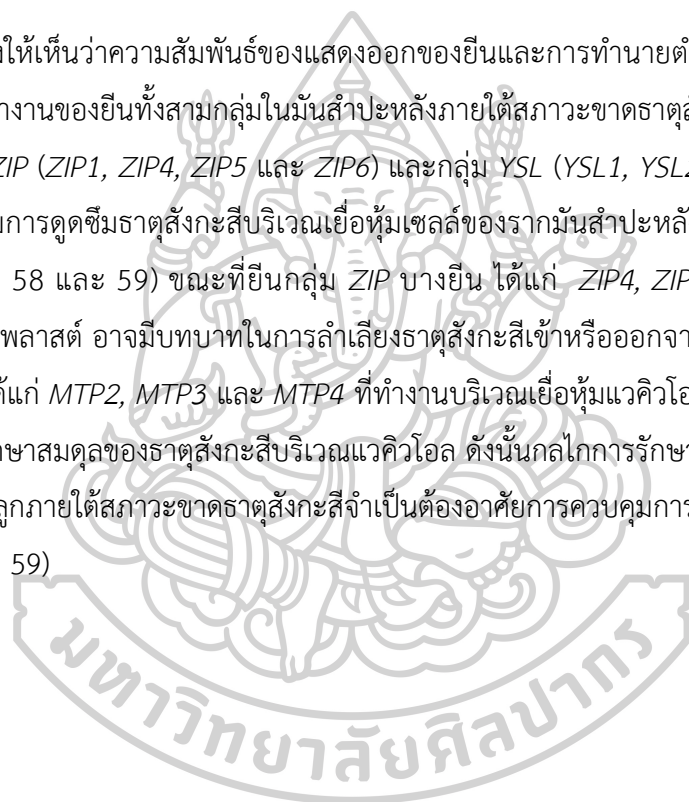 งให้เห็นว่าความสัมพันธ์ของแสดงออกของยีนและการทำนายตำ
างานของยีนทั้งสามกลุ่มในมันสำปะหลังภายใต้สภาวะขาดธาตุสั
ZIP (ZIP1, ZIP4, ZIP5 และ ZIP6) และกลุ่ม YSL (YSL1, YSL2
มการดูดซึมธาตุสังกะสีบริเวณเยื่อหุ้มเซลล์ของรากมันสำปะหลั
58 และ 59) ขณะที่ยีนกลุ่ม ZIP บางยีน ได้แก่ ZIP4, ZIP
พลาสต์ อาจมีบทบาทในการลำเลียงธาตุสังกะสีเข้าหรือออกจา
ด้แก่ MTP2, MTP3 และ MTP4 ที่ทำงานบริเวณเยื่อหุ้มแวคิวโอ
กษาสมดุลของธาตุสังกะสีบริเวณแวคิวโอล ดังนั้นกลไกการรักษา
ลูกภายใต้สภาวะขาดธาตุสังกะสีจำเป็นต้องอาศัยการควบคุมการ
59)
มหาวิทยาลัยศิลปากร